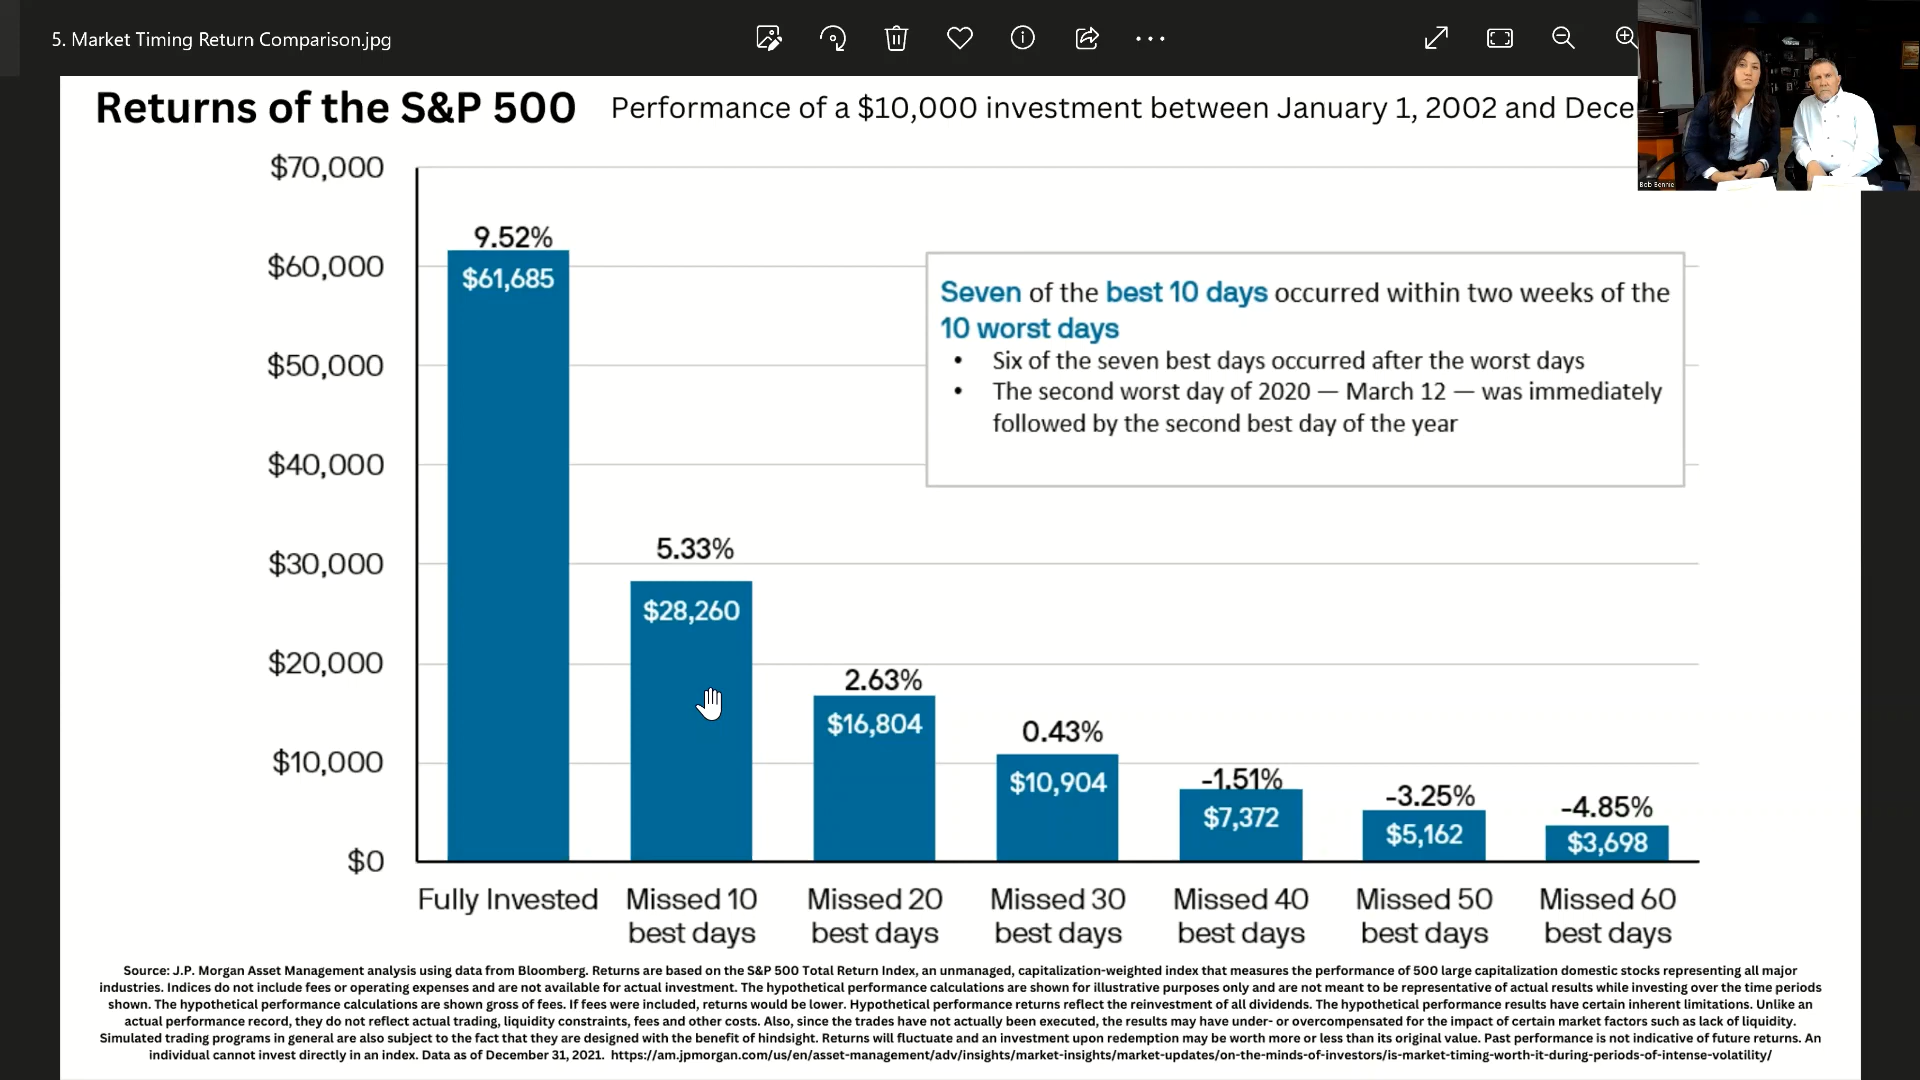 5. Market Timing Return Comparison.jpg
Bob Bennie
Returns of the S&P 500 Performance of a $10,000 investment between January 1, 2002 and Dece
$70,000
$60,000
$50,000
$40,000
$30,000
$20,000
$10,000
$0
9.52%
$61,685
5.33%
$28,260
2.63%
$16,804
0.43%
$10,904
-1.51%
$7,372
-3.25%
$5,162
-4.85%
$3,698
Seven of the best 10 days occurred within two weeks of the
10 worst days
• Six of the seven best days occurred after the worst days
• The second worst day of 2020 — March 12 — was immediately
followed by the second best day of the year
Fully Invested
Missed 10
best days
Missed 20
best days
Missed 30
best days
Missed 40
best days
Missed 50
best days
Missed 60
best days
Source: J.P. Morgan Asset Management analysis using data from Bloomberg. Returns are based on the S&P 500 Total Return Index, an unmanaged, capitalization-weighted index that measures the performance of 500 large capitalization domestic stocks representing all major
industries. Indices do not include fees or operating expenses and are not available for actual investment. The hypothetical performance calculations are shown for illustrative purposes only and are not meant to be representative of actual results while investing over the time periods
shown. The hypothetical performance calculations are shown gross of fees. If fees were included, returns would be lower. Hypothetical performance returns reflect the reinvestment of all dividends. The hypothetical performance results have certain inherent limitations. Unlike an
actual performance record, they do not reflect actual trading, liquidity constraints, fees and other costs. Also, since the trades have not actually been executed, the results may have under- or overcompensated for the impact of certain market factors such as lack of liquidity.
Simulated trading programs in general are also subject to the fact that they are designed with the benefit of hindsight. Returns will fluctuate and an investment upon redemption may be worth more or less than its original value. Past performance is not indicative of future returns. An
individual cannot invest directly in an index. Data as of December 31, 2021. https://am.jpmorgan.com/us/en/asset-management/adv/insights/market-insights/market-updates/on-the-minds-of-investors/is-market-timing-worth-it-during-periods-of-intense-volatility/